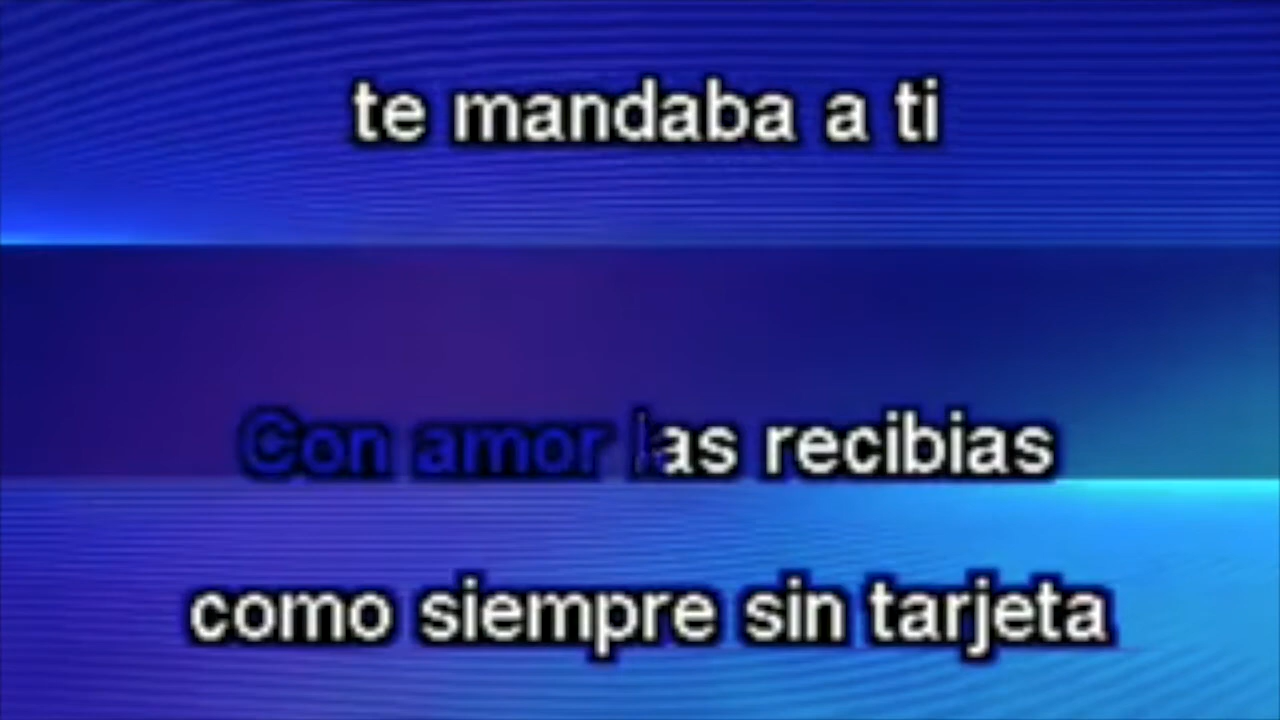 te mandaba a ti
Con amor las recibias
como siempre sin tarjeta